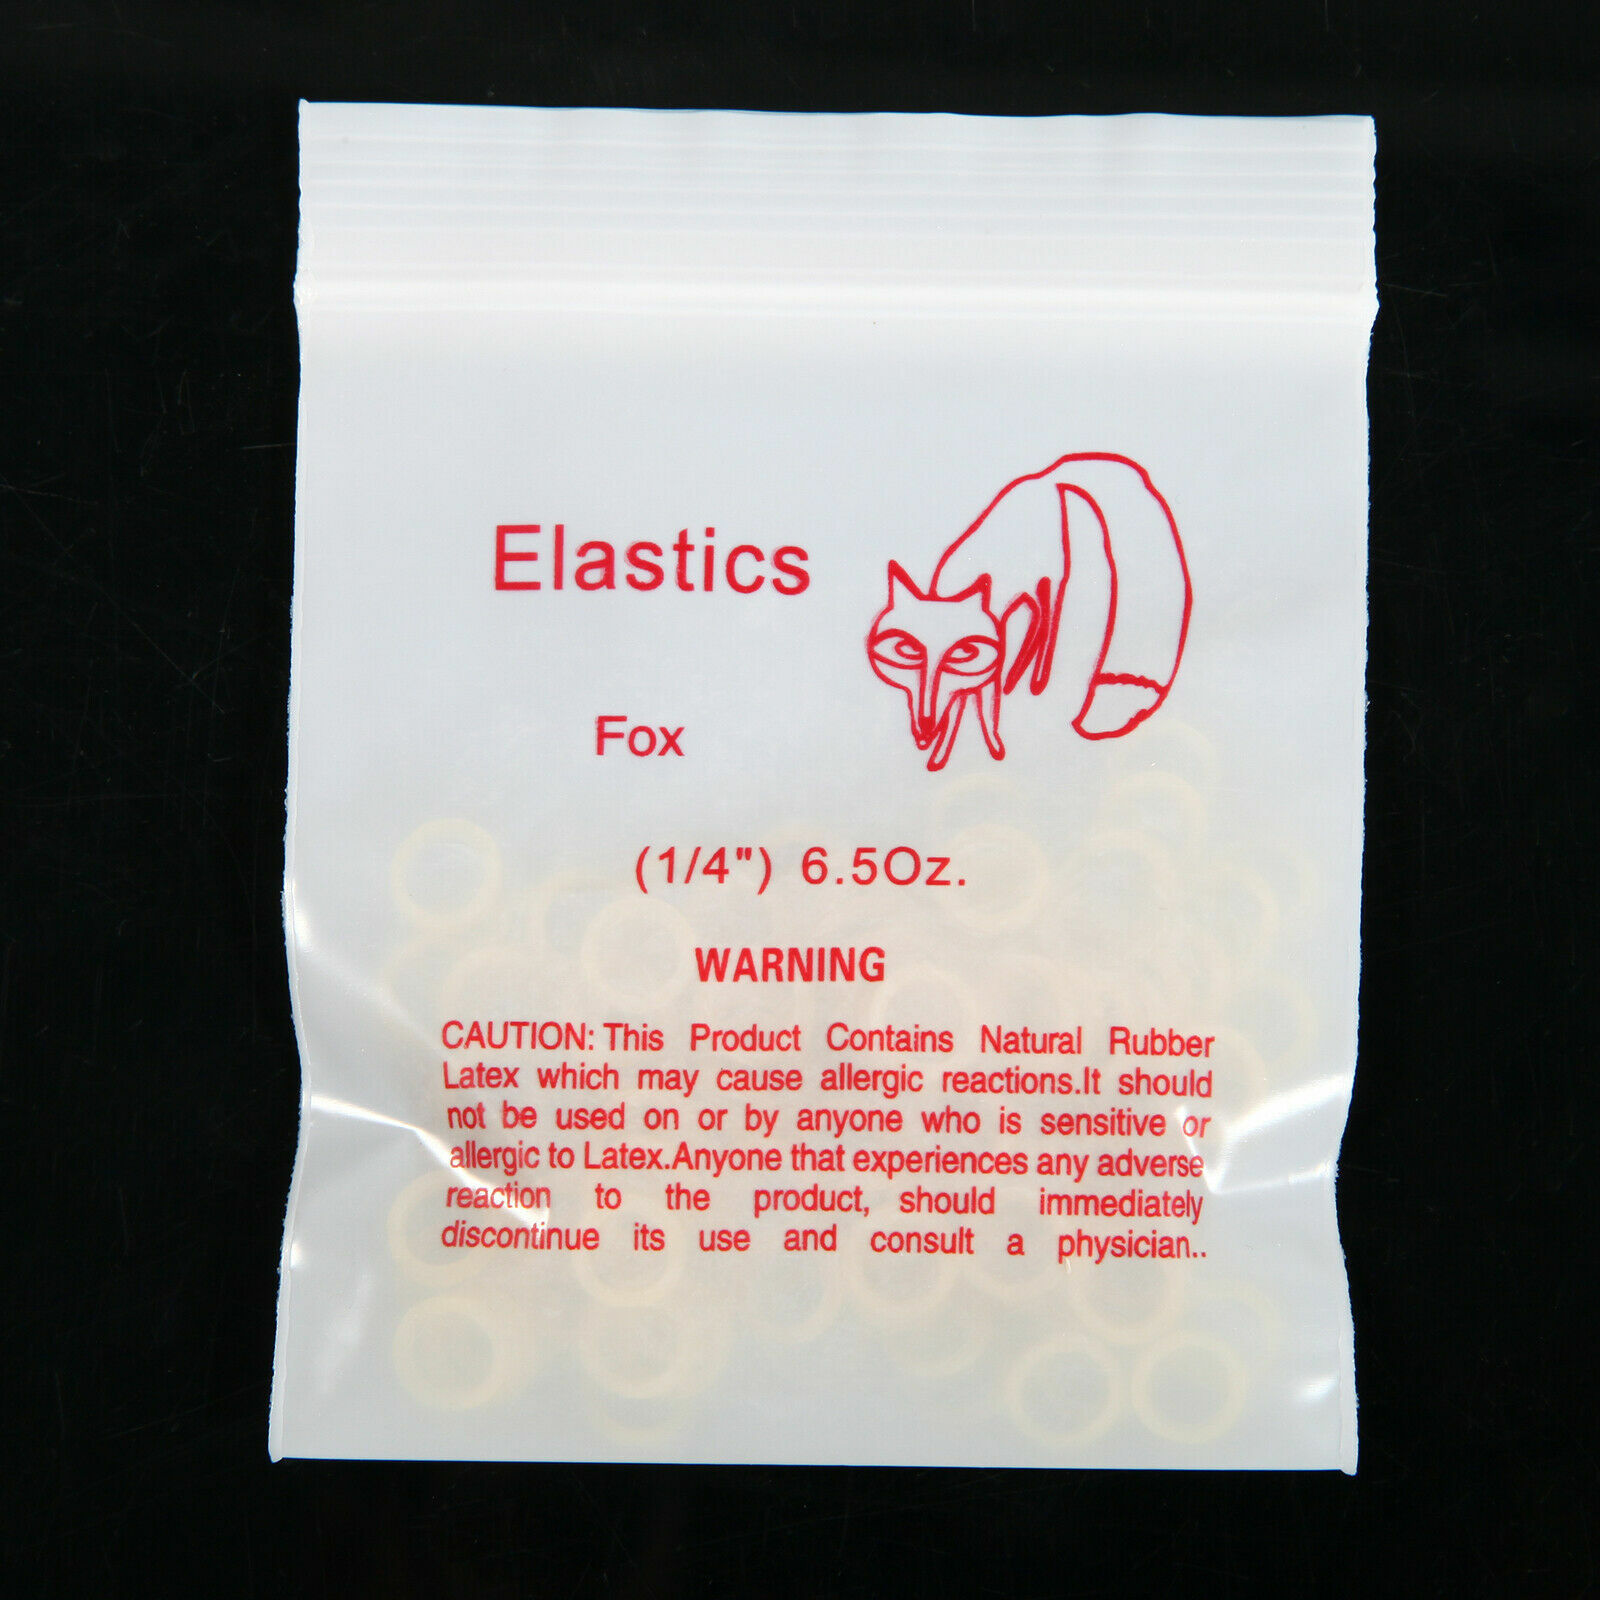 Elastics
Fox
(1/4") 6.5Oz.
WARNING
CAUTION: This Product Contains Natural Rubber
Latex which may cause allergic reactions.It should
not be used on or by anyone who is sensitive or
allergic to Latex.Anyone that experiences any adverse
reaction to the product, should immediately
discontinue its use and consult a physician..